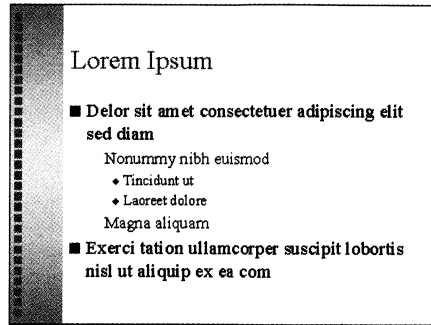 Lorem Ipsum
■ Delor sit amet consectetuer adipiscing elit
sed diam
Nonummy nibh euismod
◆ Tincidunt ut
◆ Laoreet dolore
Magna aliquam
■ Exerci tation ullamcorper suscipit lobortis
nisl ut aliquip ex ea com